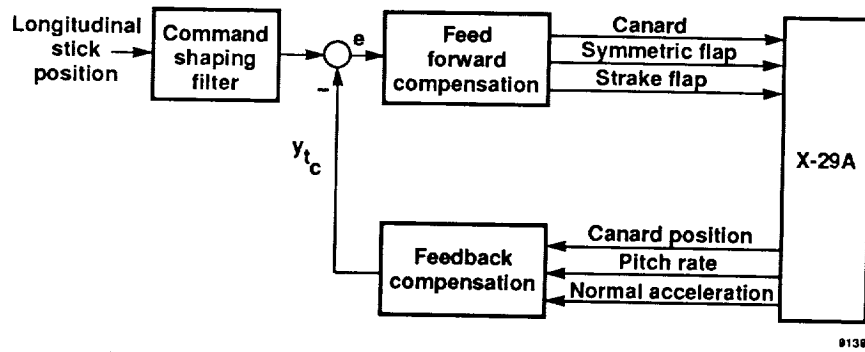 Longitudinal
stick
position
Command
shaping
filter
e
−
Feed
forward
compensation
Canard
Symmetric flap
Strake flap
X-29A
y_t_c
Feedback
compensation
Canard position
Pitch rate
Normal acceleration